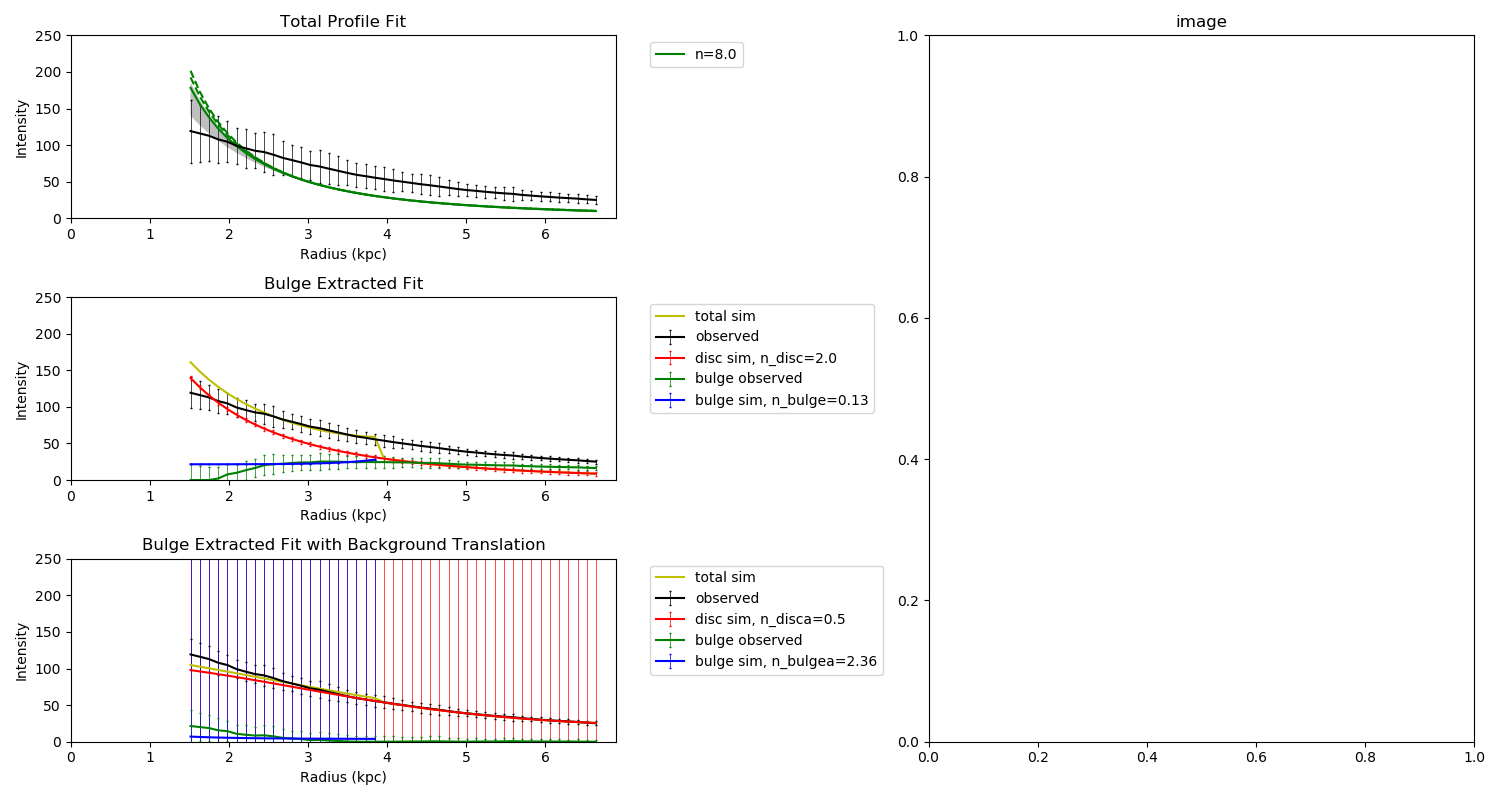 Total Profile Fit
250
200
150
100
50
0
Intensity
0 1 2 3 4 5 6
Radius (kpc)
n=8.0
Bulge Extracted Fit
250
200
150
100
50
0
Intensity
0 1 2 3 4 5 6
Radius (kpc)
total sim
observed
disc sim, n_disc=2.0
bulge observed
bulge sim, n_bulge=0.13
Bulge Extracted Fit with Background Translation
250
200
150
100
50
0
Intensity
0 1 2 3 4 5 6
Radius (kpc)
total sim
observed
disc sim, n_disca=0.5
bulge observed
bulge sim, n_bulgea=2.36
image
1.0
0.8
0.6
0.4
0.2
0.0
0.0 0.2 0.4 0.6 0.8 1.0